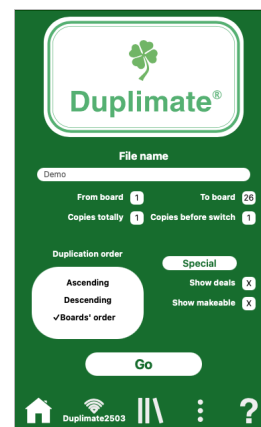 Duplimate®
File name
Demo
From board 1 To board 26
Copies totally 1 Copies before switch 1
Duplication order
Special
Ascending
Descending
✓Boards' order
Show deals X
Show makeable X
Go
Duplimate2503
?